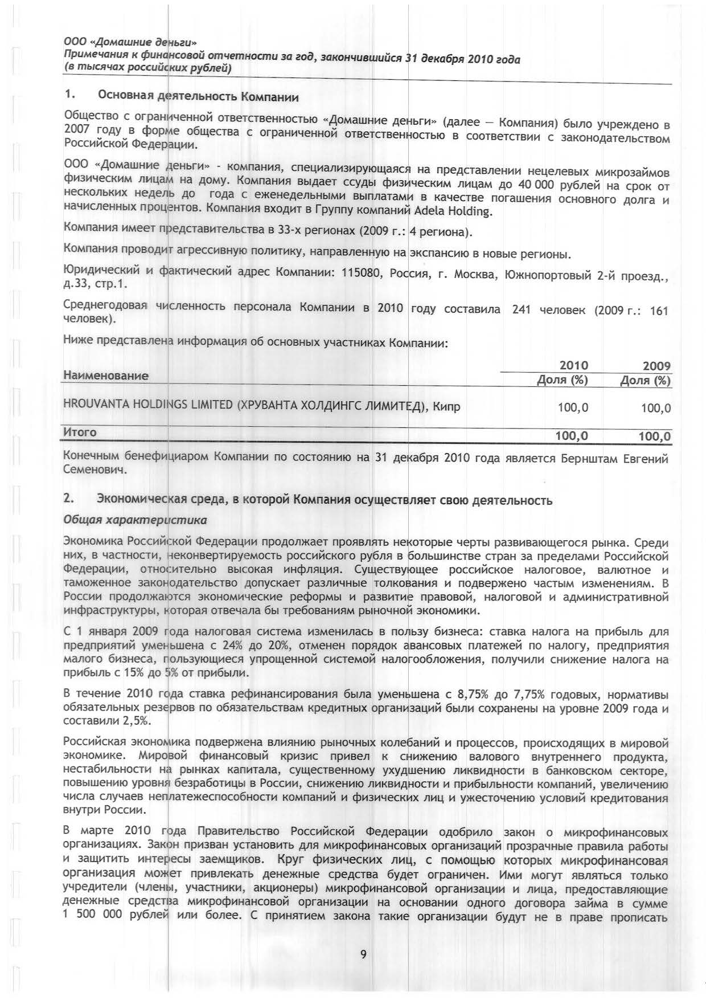 ООО «Домашние деньги»
Примечания к финансовой отчетности за год, закончившийся 31 декабря 2010 года
(в тысячах российских рублей)
1. Основная деятельность Компании
Общество с ограниченной ответственностью «Домашние деньги» (далее — Компания) было учреждено в
2007 году в форме общества с ограниченной ответственностью в соответствии с законодательством
Российской Федерации.
ООО «Домашние деньги» - компания, специализирующаяся на представлении нецелевых микрозаймов
физическим лицам на дому. Компания выдает ссуды физическим лицам до 40 000 рублей на срок от
нескольких недель до года с еженедельными выплатами в качестве погашения основного долга и
начисленных процентов. Компания входит в Группу компаний Adela Holding.
Компания имеет представительства в 33-х регионах (2009 г.: 4 региона).
Компания проводит агрессивную политику, направленную на экспансию в новые регионы.
Юридический и фактический адрес Компании: 115080, Россия, г. Москва, Южнопортовый 2-й проезд.,
д.33, стр.1.
Среднегодовая численность персонала Компании в 2010 году составила 241 человек (2009 г.: 161
человек).
Ниже представлена информация об основных участниках Компании:
2010 2009
Наименование Доля (%) Доля (%)
HROUVANTA HOLDINGS LIMITED (ХРУВАНТА ХОЛДИНГС ЛИМИТЕД), Кипр 100,0 100,0
Итого 100,0 100,0
Конечным бенефициаром Компании по состоянию на 31 декабря 2010 года является Бернштам Евгений
Семенович.
2. Экономическая среда, в которой Компания осуществляет свою деятельность
Общая характеристика
Экономика Российской Федерации продолжает проявлять некоторые черты развивающегося рынка. Среди
них, в частности, неконвертируемость российского рубля в большинстве стран за пределами Российской
Федерации, относительно высокая инфляция. Существующее российское налоговое, валютное и
таможенное законодательство допускает различные толкования и подвержено частым изменениям. В
России продолжаются экономические реформы и развитие правовой, налоговой и административной
инфраструктуры, которая отвечала бы требованиям рыночной экономики.
С 1 января 2009 года налоговая система изменилась в пользу бизнеса: ставка налога на прибыль для
предприятий уменьшена с 24% до 20%, отменен порядок авансовых платежей по налогу, предприятия
малого бизнеса, пользующиеся упрощенной системой налогообложения, получили снижение налога на
прибыль с 15% до 5% от прибыли.
В течение 2010 года ставка рефинансирования была уменьшена с 8,75% до 7,75% годовых, нормативы
обязательных резервов по обязательствам кредитных организаций были сохранены на уровне 2009 года и
составили 2,5%.
Российская экономика подвержена влиянию рыночных колебаний и процессов, происходящих в мировой
экономике. Мировой финансовый кризис привел к снижению валового внутреннего продукта,
нестабильности на рынках капитала, существенному ухудшению ликвидности в банковском секторе,
повышению уровня безработицы в России, снижению ликвидности и прибыльности компаний, увеличению
числа случаев неплатежеспособности компаний и физических лиц и ужесточению условий кредитования
внутри России.
В марте 2010 года Правительство Российской Федерации одобрило закон о микрофинансовых
организациях. Закон призван установить для микрофинансовых организаций прозрачные правила работы
и защитить интересы заемщиков. Круг физических лиц, с помощью которых микрофинансовая
организация может привлекать денежные средства будет ограничен. Ими могут являться только
учредители (члены, участники, акционеры) микрофинансовой организации и лица, предоставляющие
денежные средства микрофинансовой организации на основании одного договора займа в сумме
1 500 000 рублей или более. С принятием закона такие организации будут не в праве прописать
9